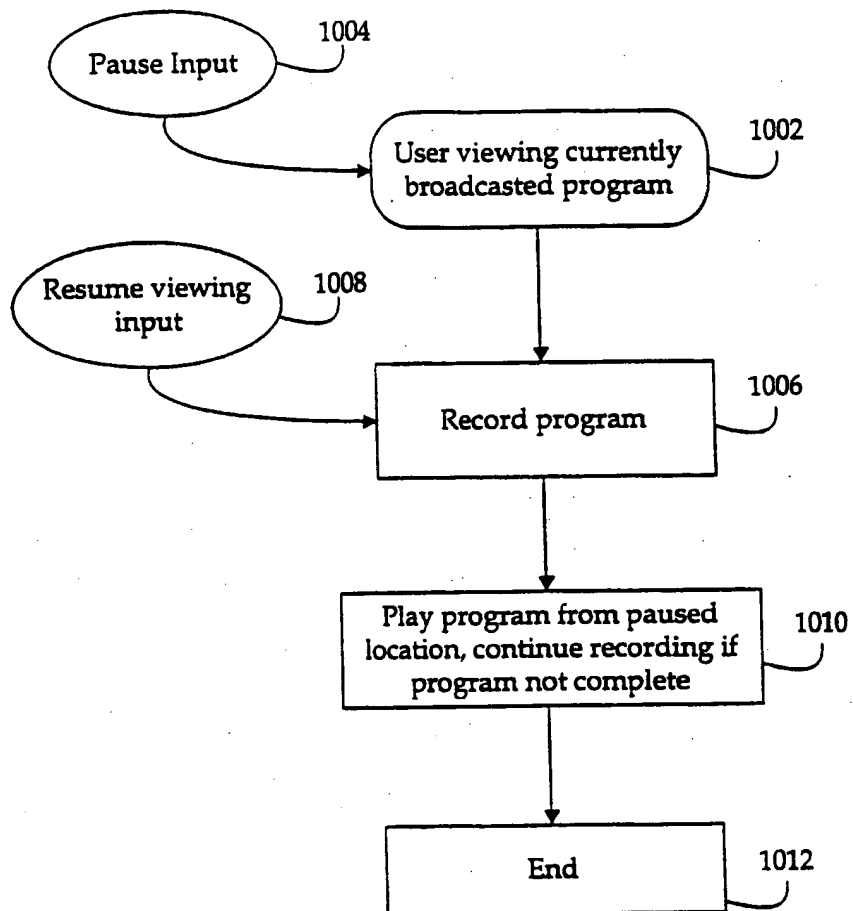 1004
Pause Input
1002
User viewing currently
broadcasted program
1008
Resume viewing
input
1006
Record program
1010
Play program from paused
location, continue recording if
program not complete
1012
End